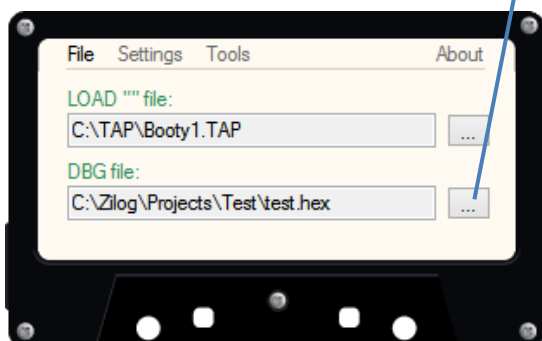 File Settings Tools About
LOAD "" file:
C:\TAP\Booty1.TAP
...
DBG file:
C:\Zilog\Projects\Test\test.hex
...